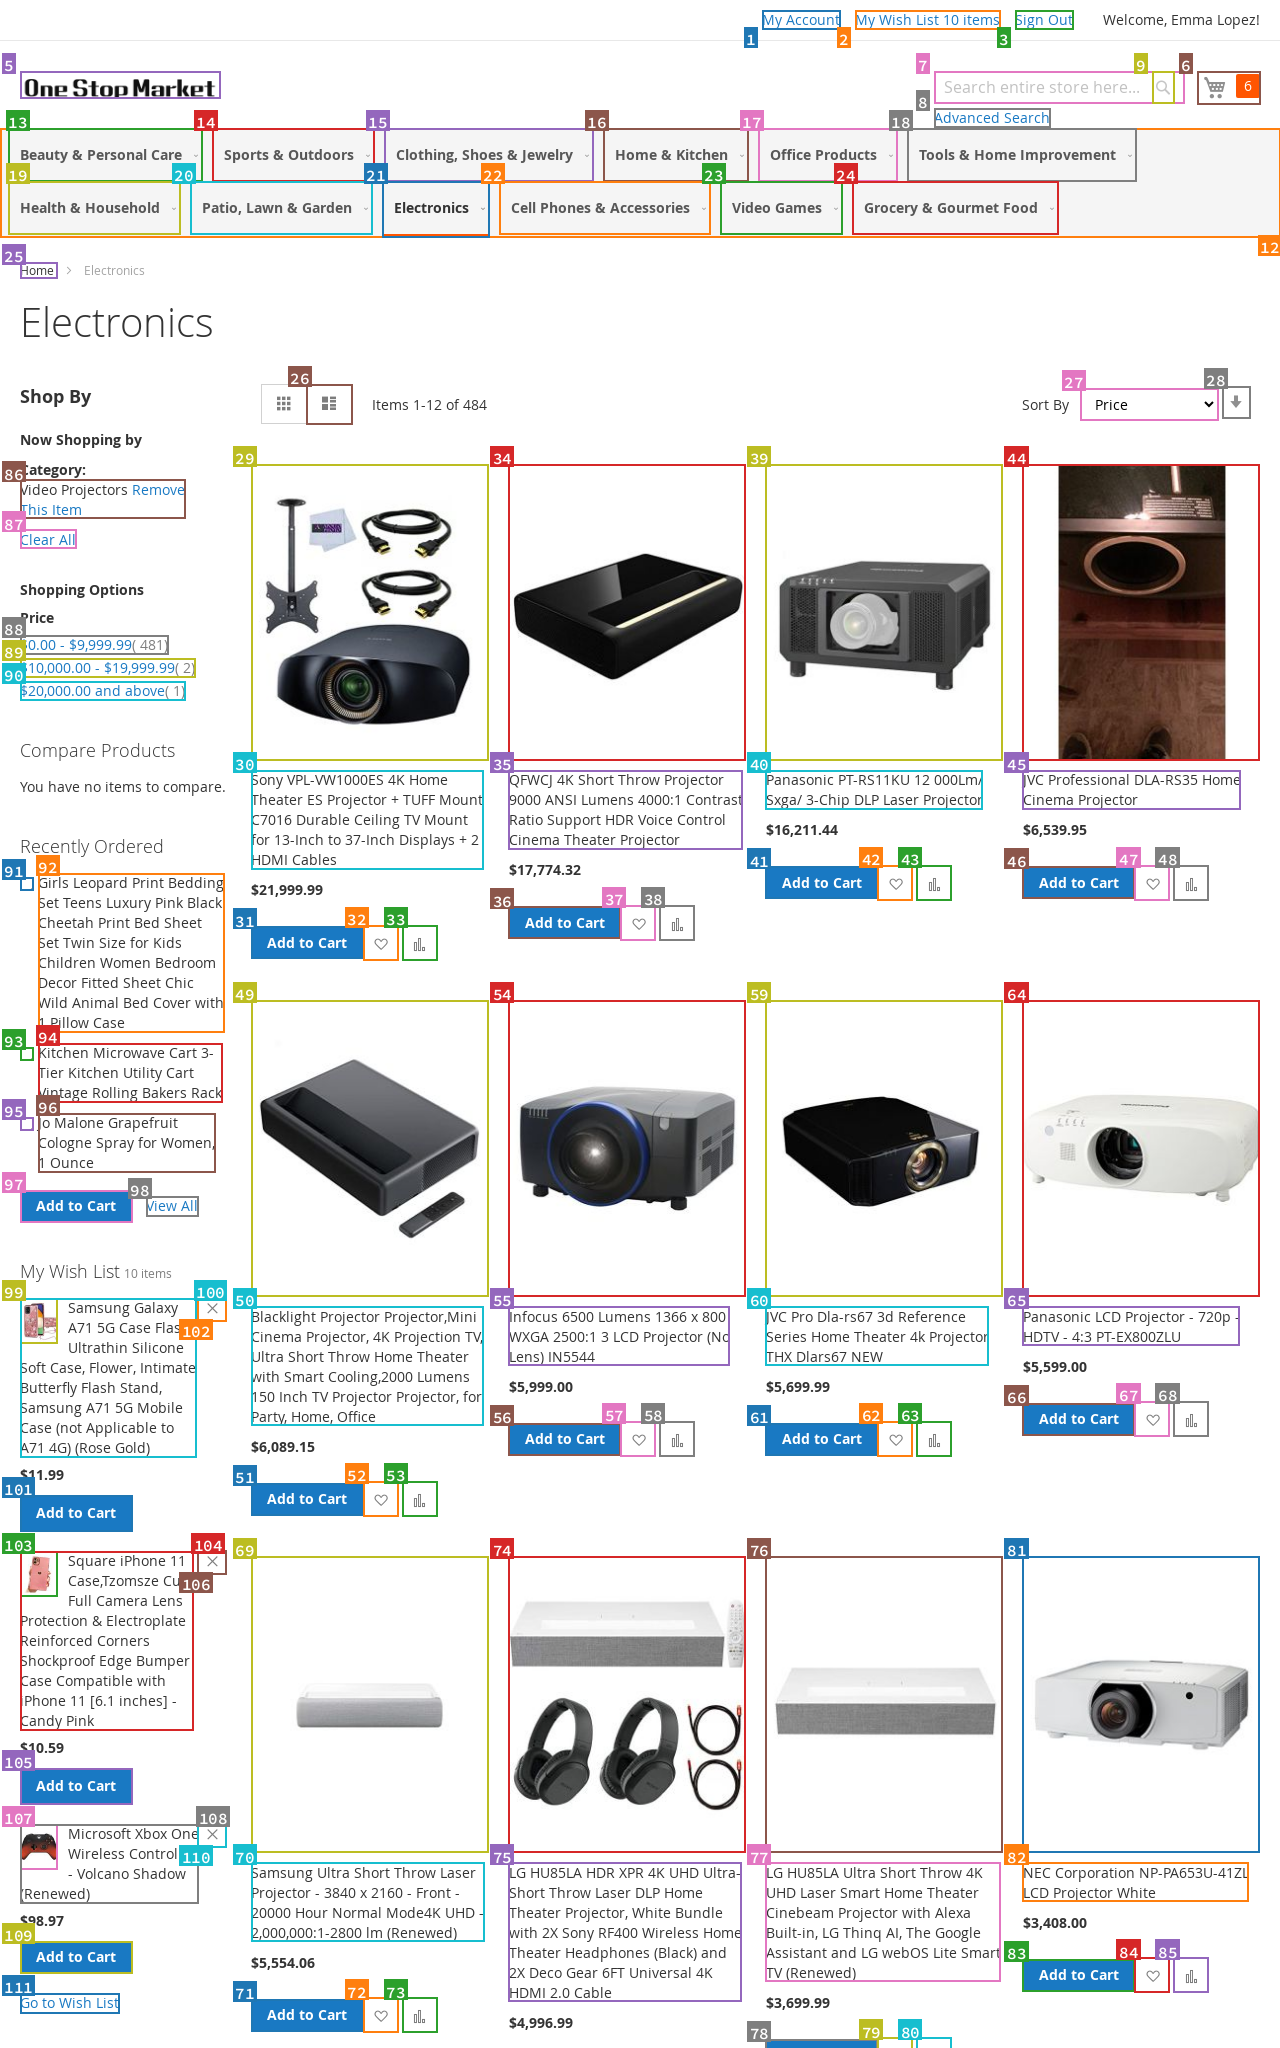 My Account
My Wish List 10 items
Sign Out
Welcome, Emma Lopez!
1
2
3
5
7
9
6
One Stop Market
Search entire store here...
6
8
Advanced Search
13
14
15
16
17
18
Beauty & Personal Care
Sports & Outdoors
Clothing, Shoes & Jewelry
Home & Kitchen
Office Products
Tools & Home Improvement
19
20
21
22
23
24
Health & Household
Patio, Lawn & Garden
Electronics
Cell Phones & Accessories
Video Games
Grocery & Gourmet Food
12
25
Home
Electronics
Electronics
Shop By
26
Items 1-12 of 484
27
28
Sort By
Price
Now Shopping by
86
Category:
Video Projectors Remove
This Item
87
Clear All
Shopping Options
Price
88
$0.00 - $9,999.99( 481)
89
$10,000.00 - $19,999.99( 2)
90
$20,000.00 and above( 1)
Compare Products
You have no items to compare.
Recently Ordered
91
92
Girls Leopard Print Bedding
Set Teens Luxury Pink Black
Cheetah Print Bed Sheet
Set Twin Size for Kids
Children Women Bedroom
Decor Fitted Sheet Chic
Wild Animal Bed Cover with
1 Pillow Case
93
94
Kitchen Microwave Cart 3-
Tier Kitchen Utility Cart
Vintage Rolling Bakers Rack
95
96
Jo Malone Grapefruit
Cologne Spray for Women,
1 Ounce
97
98
Add to Cart
View All
My Wish List 10 items
99
100
102
Samsung Galaxy
A71 5G Case Flas
Ultrathin Silicone
Soft Case, Flower, Intimate
Butterfly Flash Stand,
Samsung A71 5G Mobile
Case (not Applicable to
A71 4G) (Rose Gold)
$11.99
101
Add to Cart
103
104
106
Square iPhone 11
Case,Tzomsze Cu
Full Camera Lens
Protection & Electroplate
Reinforced Corners
Shockproof Edge Bumper
Case Compatible with
iPhone 11 [6.1 inches] -
Candy Pink
$10.59
105
Add to Cart
107
108
110
Microsoft Xbox One
Wireless Control
- Volcano Shadow
(Renewed)
$98.97
109
Add to Cart
111
Go to Wish List
29
34
39
44
30
Sony VPL-VW1000ES 4K Home
Theater ES Projector + TUFF Mount
C7016 Durable Ceiling TV Mount
for 13-Inch to 37-Inch Displays + 2
HDMI Cables
$21,999.99
31
32
33
Add to Cart
35
QFWCJ 4K Short Throw Projector
9000 ANSI Lumens 4000:1 Contrast
Ratio Support HDR Voice Control
Cinema Theater Projector
$17,774.32
36
37
38
Add to Cart
40
Panasonic PT-RS11KU 12 000Lm/
Sxga/ 3-Chip DLP Laser Projector
$16,211.44
41
42
43
Add to Cart
45
JVC Professional DLA-RS35 Home
Cinema Projector
$6,539.95
46
47
48
Add to Cart
49
54
59
64
50
Blacklight Projector Projector,Mini
Cinema Projector, 4K Projection TV,
Ultra Short Throw Home Theater
with Smart Cooling,2000 Lumens
150 Inch TV Projector Projector, for
Party, Home, Office
$6,089.15
51
52
53
Add to Cart
55
Infocus 6500 Lumens 1366 x 800
WXGA 2500:1 3 LCD Projector (No
Lens) IN5544
$5,999.00
56
57
58
Add to Cart
60
JVC Pro Dla-rs67 3d Reference
Series Home Theater 4k Projector
THX Dlars67 NEW
$5,699.99
61
62
63
Add to Cart
65
Panasonic LCD Projector - 720p -
HDTV - 4:3 PT-EX800ZLU
$5,599.00
66
67
68
Add to Cart
69
74
76
81
70
Samsung Ultra Short Throw Laser
Projector - 3840 x 2160 - Front -
20000 Hour Normal Mode4K UHD -
2,000,000:1-2800 lm (Renewed)
$5,554.06
71
72
73
Add to Cart
75
LG HU85LA HDR XPR 4K UHD Ultra-
Short Throw Laser DLP Home
Theater Projector, White Bundle
with 2X Sony RF400 Wireless Home
Theater Headphones (Black) and
2X Deco Gear 6FT Universal 4K
HDMI 2.0 Cable
$4,996.99
77
LG HU85LA Ultra Short Throw 4K
UHD Laser Smart Home Theater
Cinebeam Projector with Alexa
Built-in, LG Thinq AI, The Google
Assistant and LG webOS Lite Smart
TV (Renewed)
$3,699.99
78
79
80
82
NEC Corporation NP-PA653U-41ZL
LCD Projector White
$3,408.00
83
84
85
Add to Cart